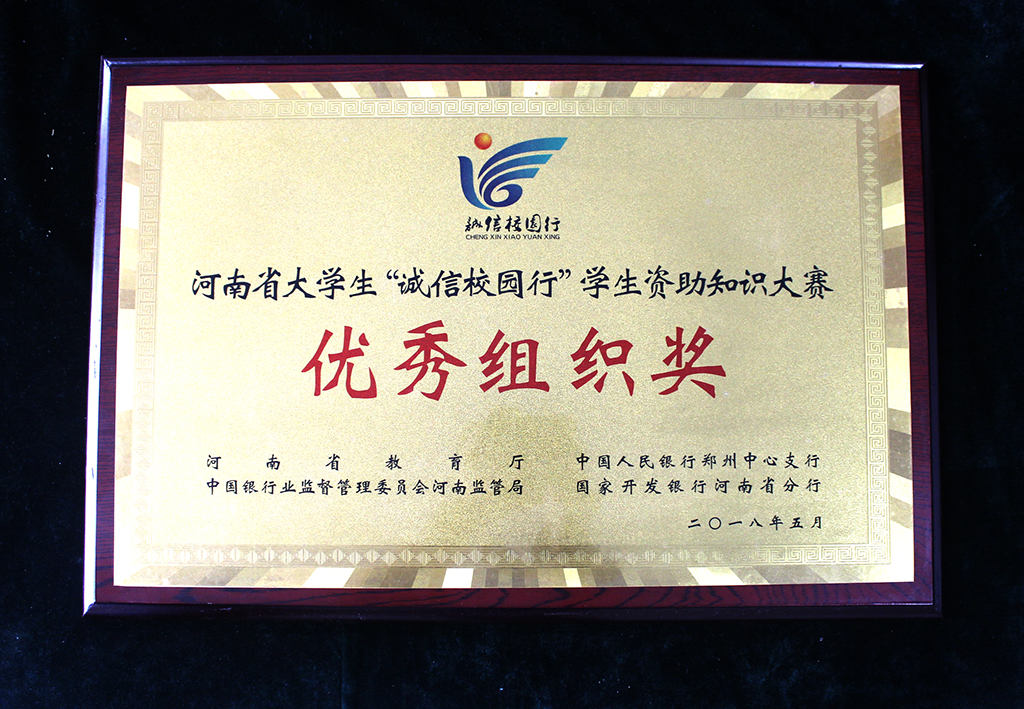 诚信校园行
CHENG XIN XIAO YUAN XING
河南省大学生“诚信校园行”学生资助知识大赛
优秀组织奖
河南省教育厅 中国人民银行郑州中心支行
中国银行业监督管理委员会河南监管局 国家开发银行河南省分行
二〇一八年五月